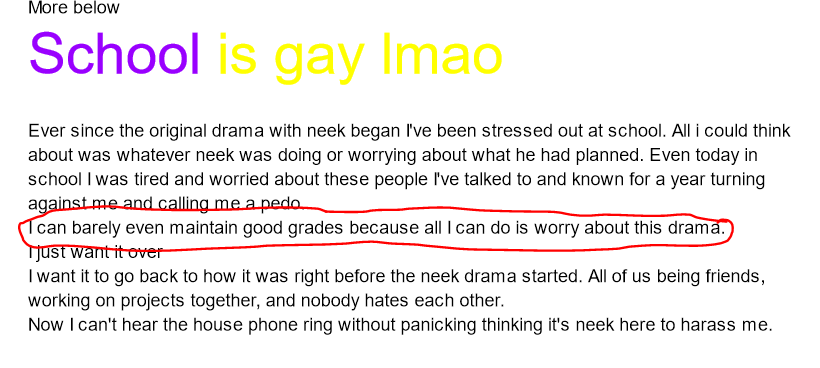 More below
School is gay lmao
Ever since the original drama with neek began I've been stressed out at school. All i could think
about was whatever neek was doing or worrying about what he had planned. Even today in
school I was tired and worried about these people I've talked to and known for a year turning
against me and calling me a pedo.
I can barely even maintain good grades because all I can do is worry about this drama.
I just want it over
I want it to go back to how it was right before the neek drama started. All of us being friends,
working on projects together, and nobody hates each other.
Now I can't hear the house phone ring without panicking thinking it's neek here to harass me.